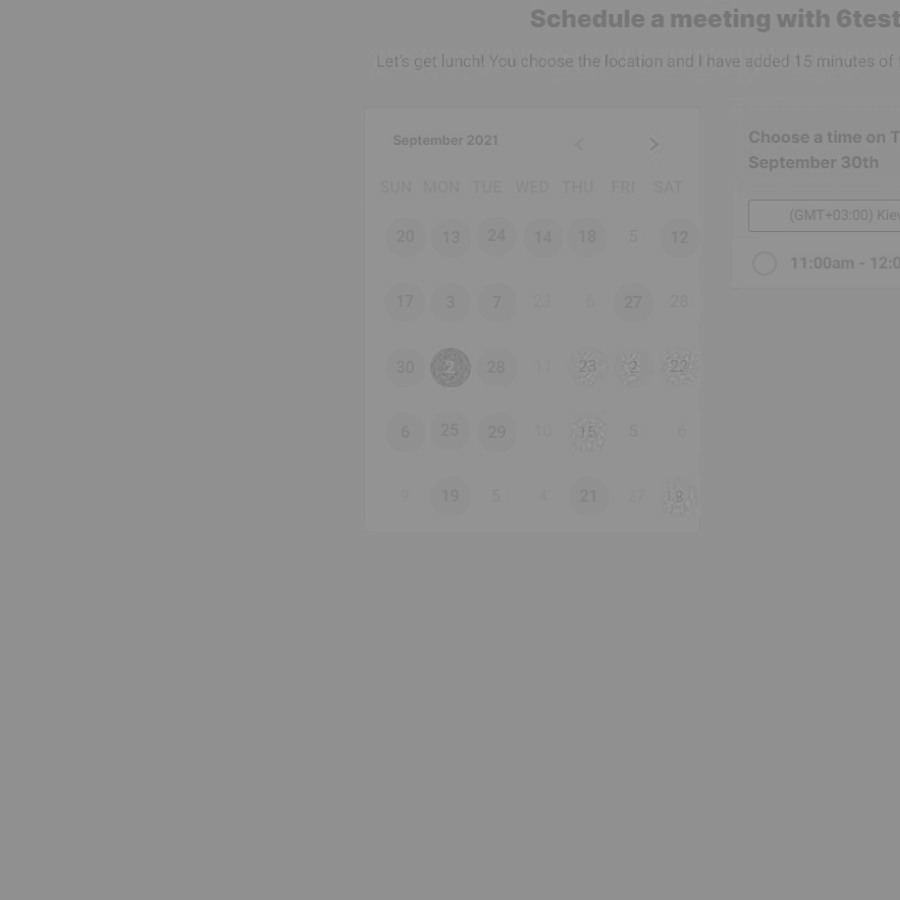 Schedule a meeting with 6test
Let's get lunch! You choose the location and I have added 15 minutes of
September 2021
SUN MON TUE WED THU FRI SAT
20 13 24 14 18 5 12
17 3 7 23 6 27 28
30 2 28 11 23 2 22
6 25 29 10 15 5 6
9 19 5 4 21 27 8
Choose a time on T
September 30th
(GMT+03:00) Kiev
11:00am - 12:0